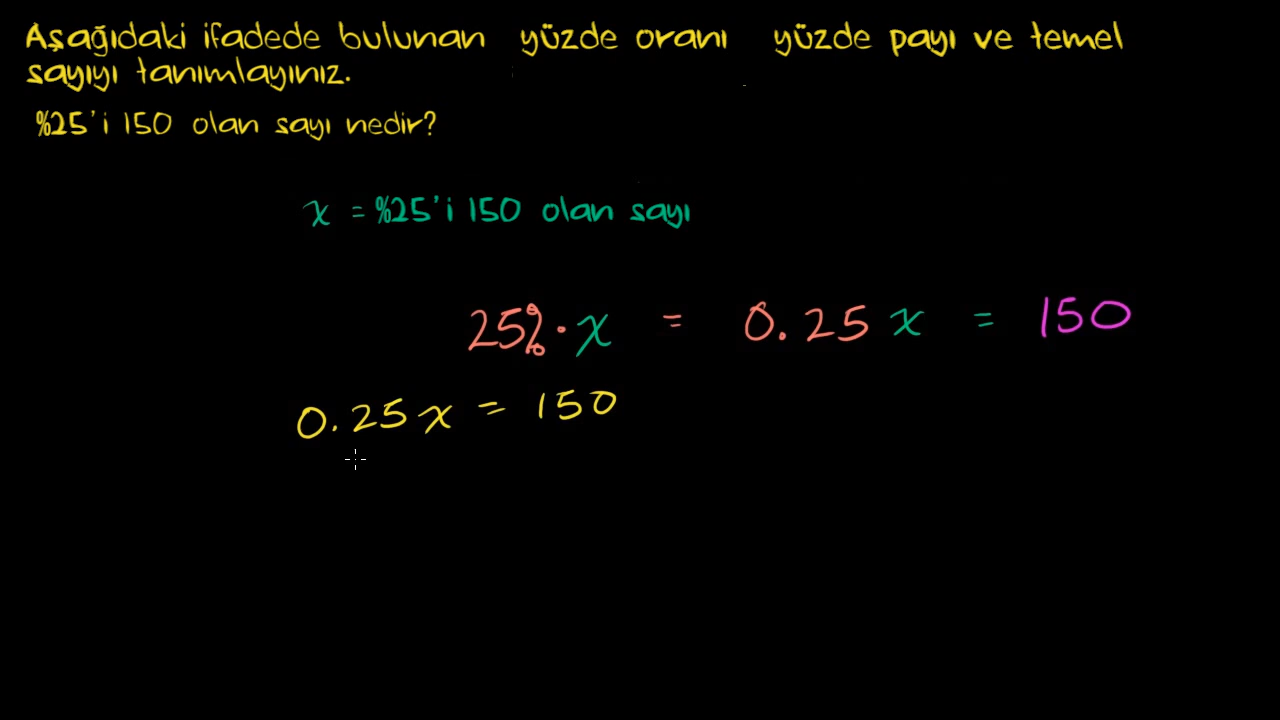 Aşağıdaki ifadede bulunan yüzde oranı yüzde payı ve temel
sayıyı tanımlayınız.
%25'i 150 olan sayı nedir?
x = %25'i 150 olan sayı
25% · x = 0.25 x = 150
0.25x = 150